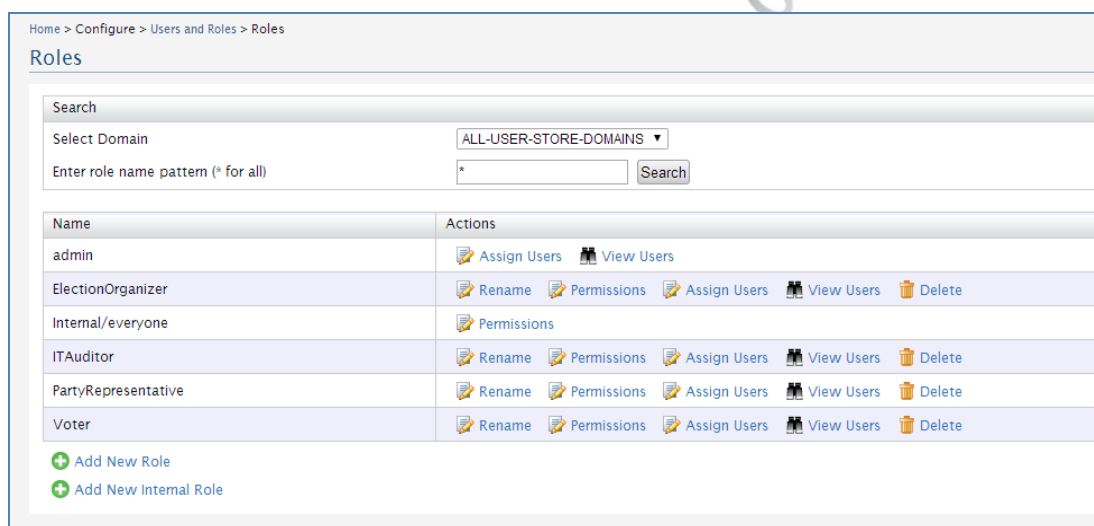 Home > Configure > Users and Roles > Roles
Roles
Search
Select Domain ALL-USER-STORE-DOMAINS
Enter role name pattern (* for all) * Search
Name Actions
admin Assign Users View Users
ElectionOrganizer Rename Permissions Assign Users View Users Delete
Internal/everyone Permissions
ITAuditor Rename Permissions Assign Users View Users Delete
PartyRepresentative Rename Permissions Assign Users View Users Delete
Voter Rename Permissions Assign Users View Users Delete
Add New Role
Add New Internal Role